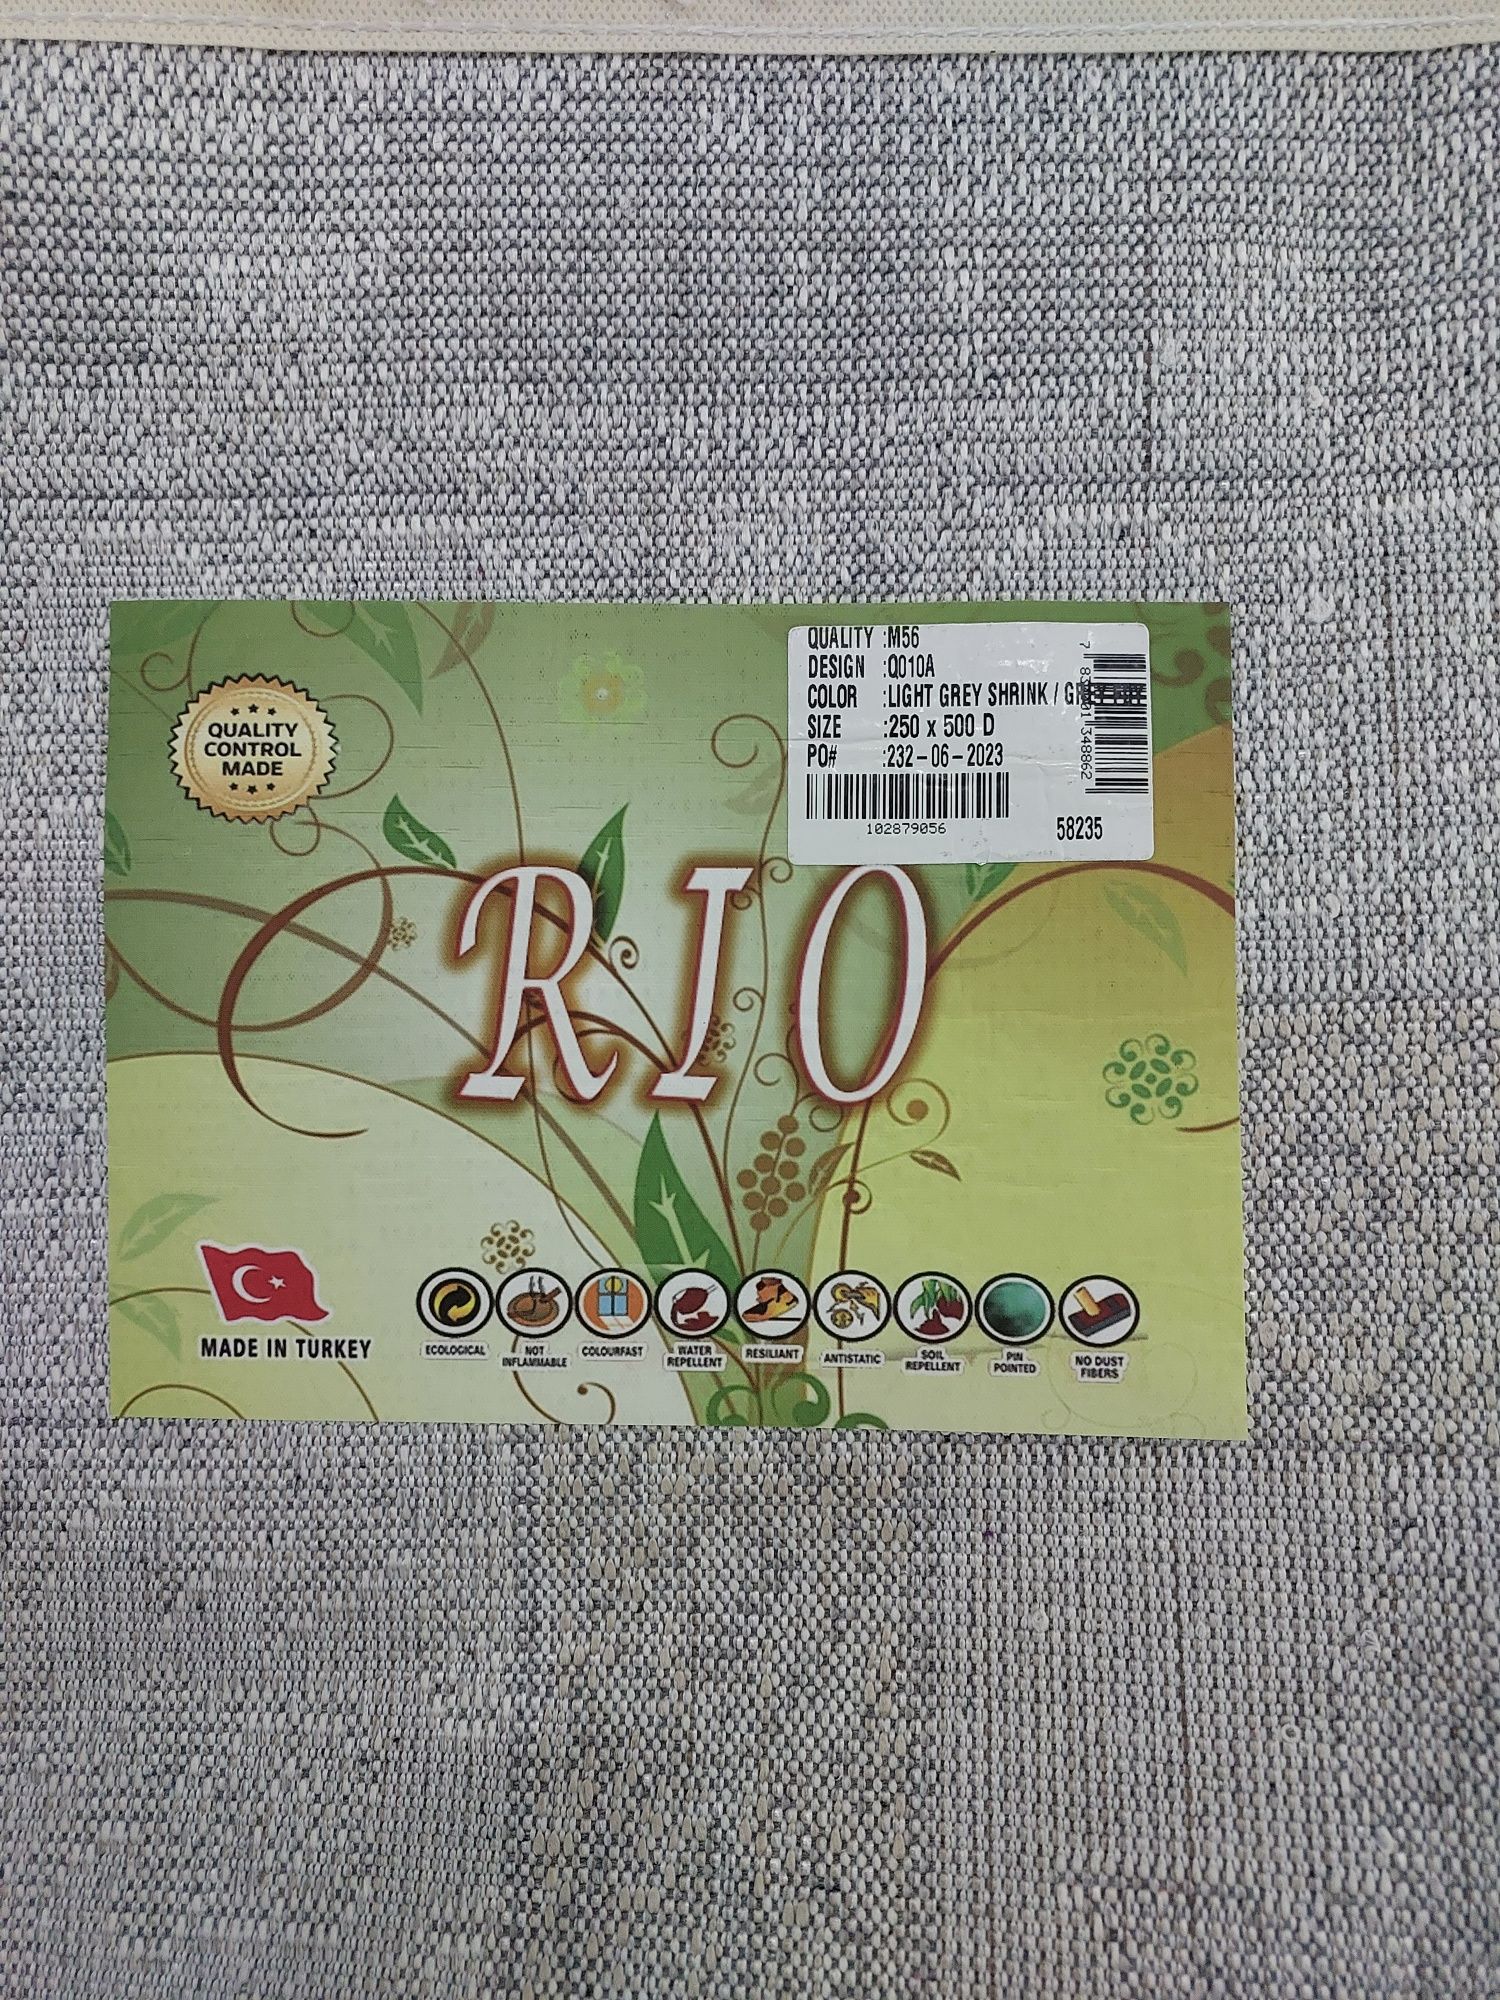 QUALITY :M56
DESIGN :Q010A
COLOR :LIGHT GREY SHRINK / GREY
SIZE :250 x 500 D
PO# :232-06-2023
102879056
58235
QUALITY
CONTROL
MADE
RIO
MADE IN TURKEY
ECOLOGICAL
NOT
INFLAMMABLE
COLOURFAST
WATER
REPELLENT
RESILIANT
ANTISTATIC
SOIL
REPELLENT
PIN
POINTED
NO DUST
FIBERS